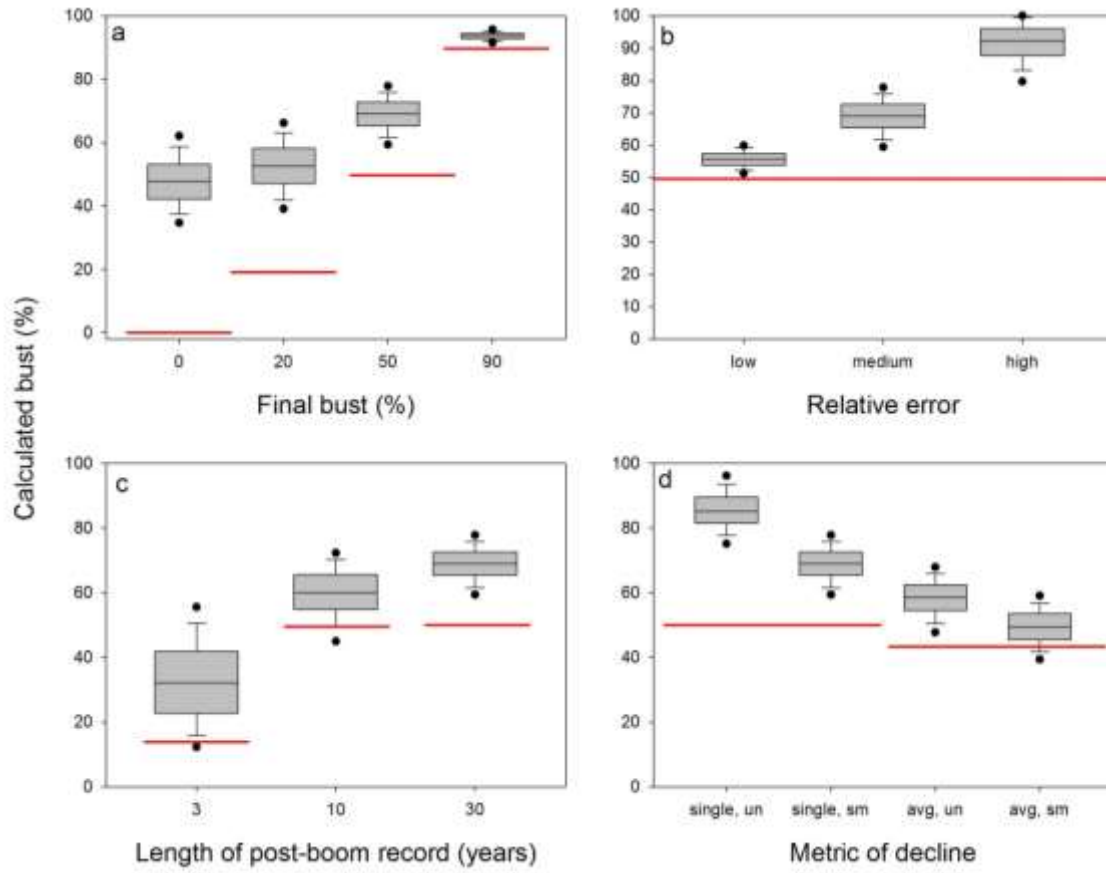 a
100
80
60
40
20
0
0 20 50 90
Final bust (%)
b
100
90
80
70
60
50
40
30
20
10
0
low medium high
Relative error
Calculated bust (%)
c
100
80
60
40
20
0
3 10 30
Length of post-boom record (years)
d
100
80
60
40
20
0
single, un single, sm avg, un avg, sm
Metric of decline